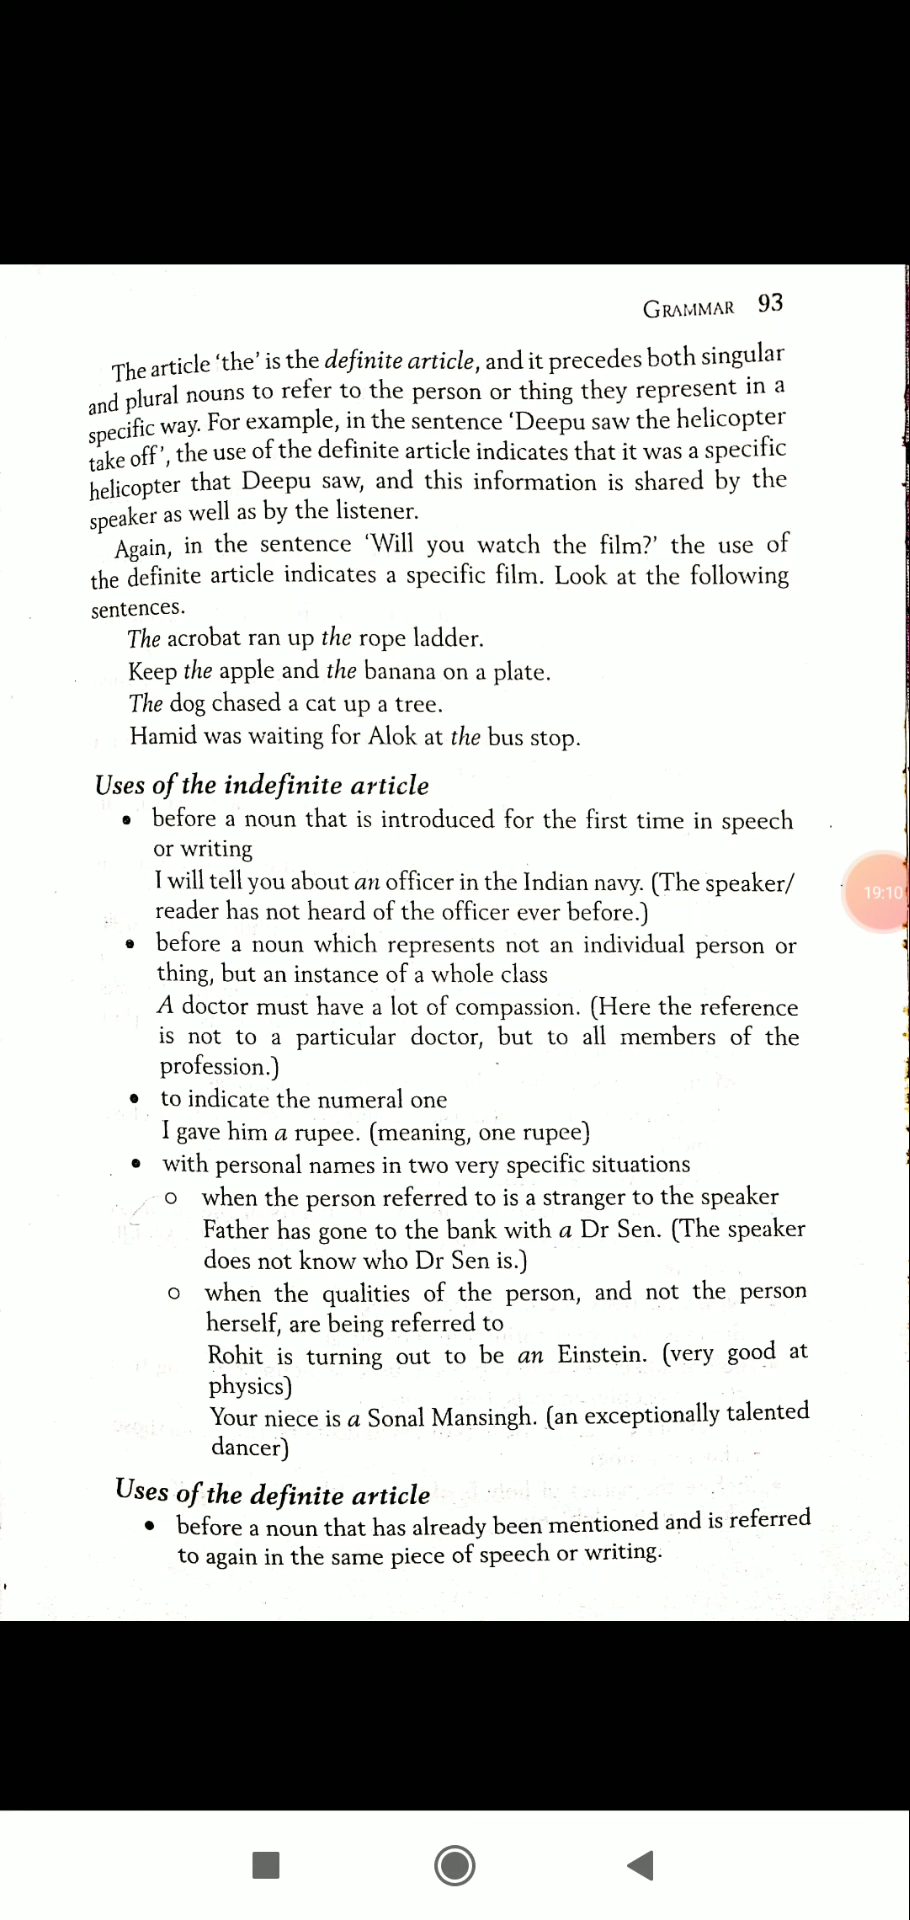 GRAMMAR 93
The article ‘the’ is the definite article, and it precedes both singular
and plural nouns to refer to the person or thing they represent in a
specific way. For example, in the sentence ‘Deepu saw the helicopter
take off’, the use of the definite article indicates that it was a specific
helicopter that Deepu saw, and this information is shared by the
speaker as well as by the listener.
Again, in the sentence ‘Will you watch the film?’ the use of
the definite article indicates a specific film. Look at the following
sentences.
The acrobat ran up the rope ladder.
Keep the apple and the banana on a plate.
The dog chased a cat up a tree.
Hamid was waiting for Alok at the bus stop.
Uses of the indefinite article
• before a noun that is introduced for the first time in speech
or writing
I will tell you about an officer in the Indian navy. (The speaker/
reader has not heard of the officer ever before.)
19:10
• before a noun which represents not an individual person or
thing, but an instance of a whole class
A doctor must have a lot of compassion. (Here the reference
is not to a particular doctor, but to all members of the
profession.)
• to indicate the numeral one
I gave him a rupee. (meaning, one rupee)
• with personal names in two very specific situations
o when the person referred to is a stranger to the speaker
Father has gone to the bank with a Dr Sen. (The speaker
does not know who Dr Sen is.)
o when the qualities of the person, and not the person
herself, are being referred to
Rohit is turning out to be an Einstein. (very good at
physics)
Your niece is a Sonal Mansingh. (an exceptionally talented
dancer)
Uses of the definite article
• before a noun that has already been mentioned and is referred
to again in the same piece of speech or writing.